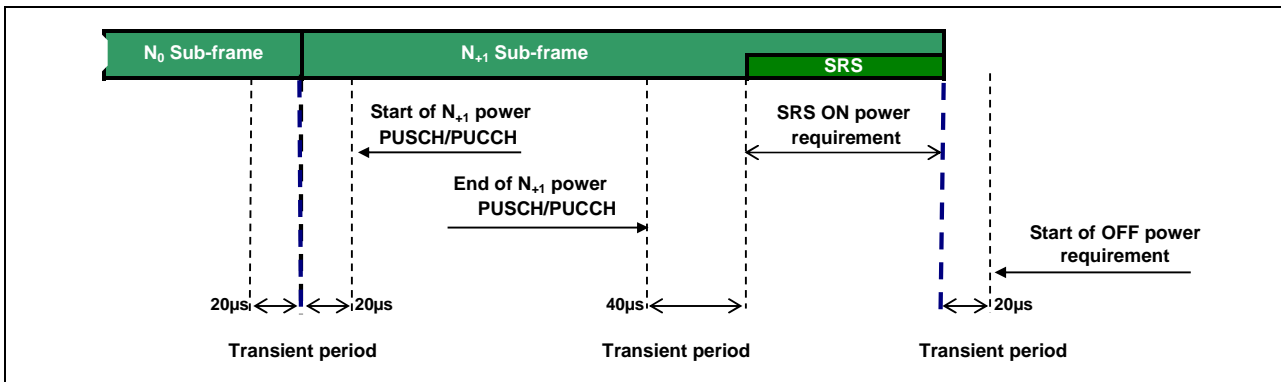 N₀ Sub-frame
N₊₁ Sub-frame
SRS
Start of N₊₁ power
PUSCH/PUCCH
SRS ON power
requirement
End of N₊₁ power
PUSCH/PUCCH
Start of OFF power
requirement
20µs
20µs
40µs
20µs
Transient period
Transient period
Transient period